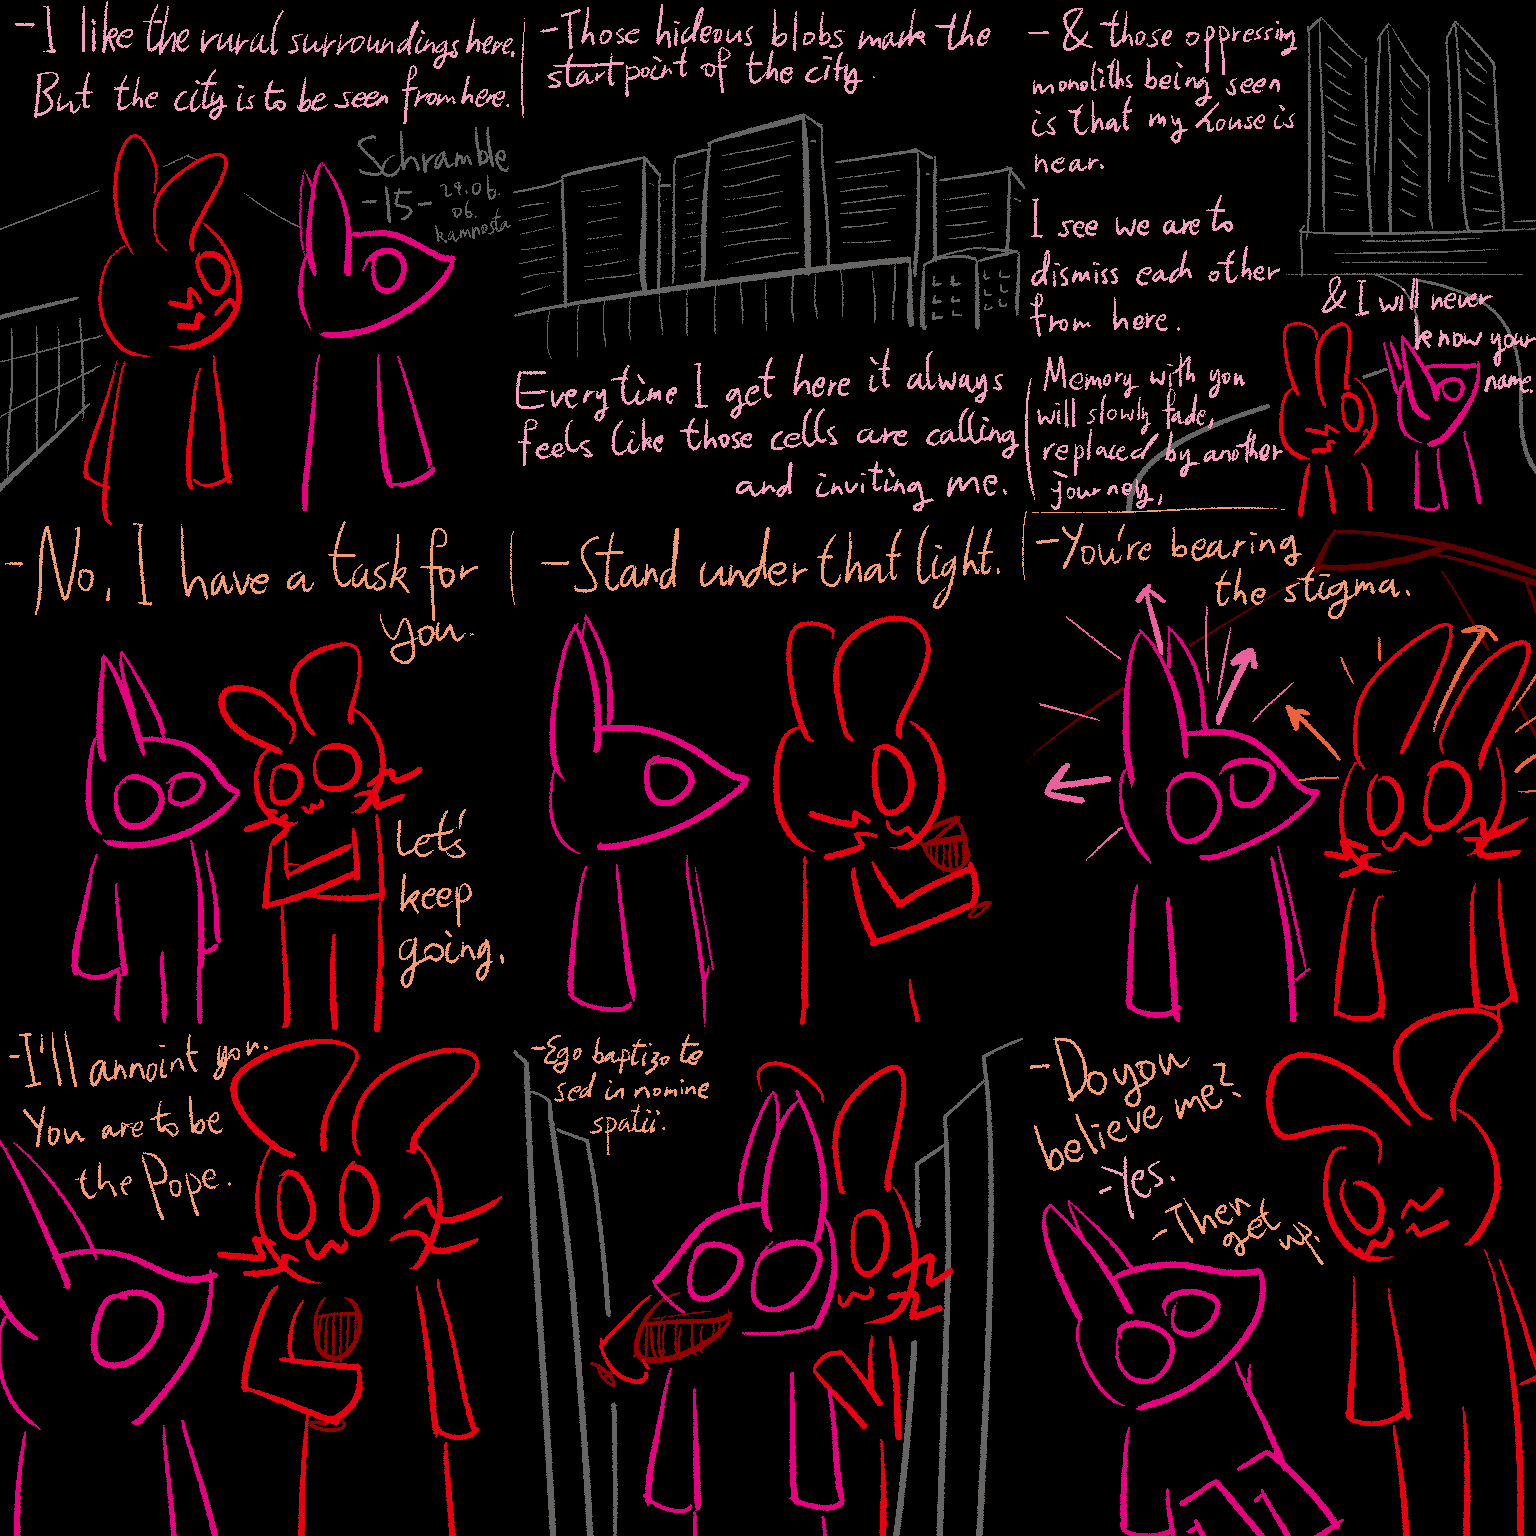 -I like the rural surroundings here.
But the city is to be seen from here.
Schramble
-15- 29.06.
06.
kamnosta
-Those hideous blobs mark the
start point of the city.
Everytime I get here it always
feels like those cells are calling
and inviting me.
- & those oppressing
monoliths being seen
is that my house is
near.
I see we are to
dismiss each other
from here.
Memory with you
will slowly fade,
replaced by another
journey,
& I will never
know your
name.
-No, I have a task for
you.
Let's
keep
going.
-Stand under that light.
-You're bearing
the stigma.
-I'll annoint you.
You are to be
the Pope.
-Ego baptizo te
sed in nomine
spatii.
-Do you
believe me?
-Yes.
-Then
get up.